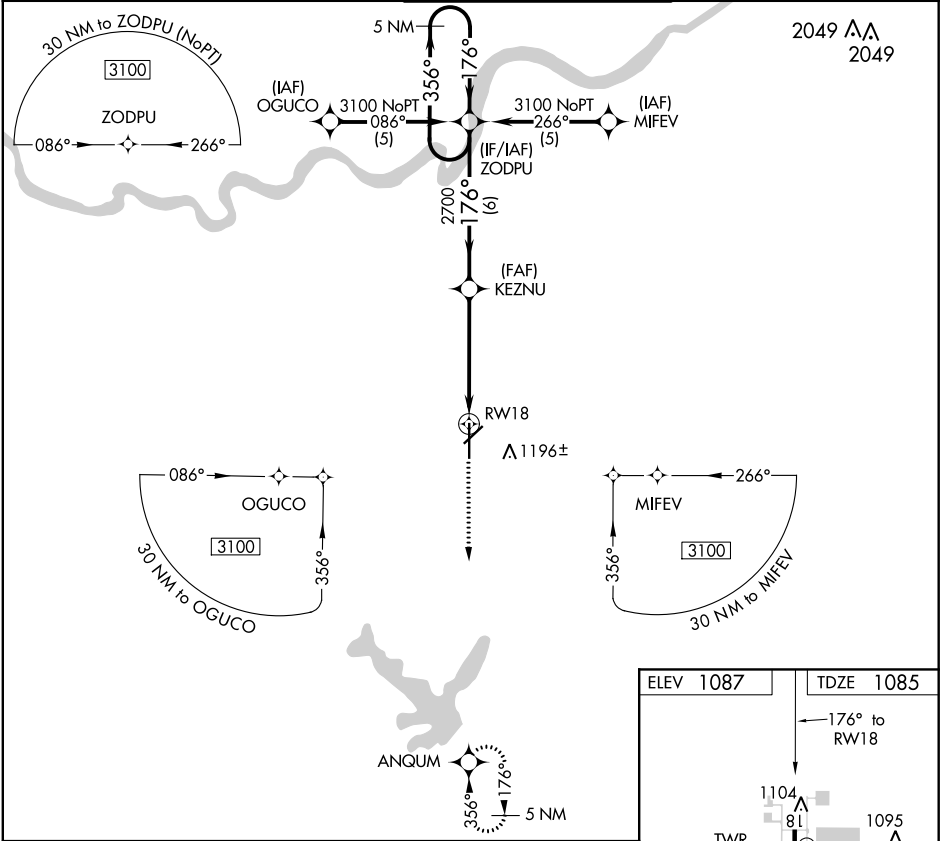 5 NM
2049
2049
30 NM to ZODPU (NoPT)
3100
ZODPU
086°
266°
356°
176°
(IAF)
OGUCO
3100 NoPT
086°
(5)
3100 NoPT
266°
(5)
(IAF)
MIFEV
(IF/IAF)
ZODPU
2700
176°
(6)
(FAF)
KEZNU
RW18
1196±
086°
OGUCO
3100
356°
30 NM to OGUCO
MIFEV
266°
3100
356°
30 NM to MIFEV
ANQUM
176°
356°
5 NM
ELEV 1087
TDZE 1085
176° to
RW18
1104
18
1095
TWR